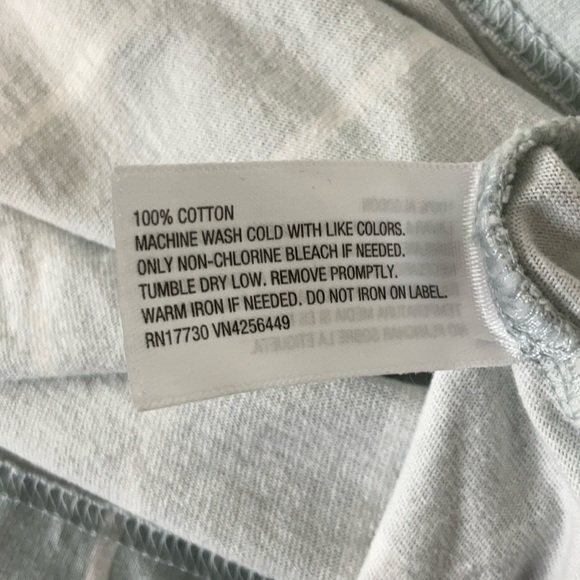 100% COTTON
MACHINE WASH COLD WITH LIKE COLORS.
ONLY NON-CHLORINE BLEACH IF NEEDED.
TUMBLE DRY LOW. REMOVE PROMPTLY.
WARM IRON IF NEEDED. DO NOT IRON ON LABEL.
RN17730 VN4256449